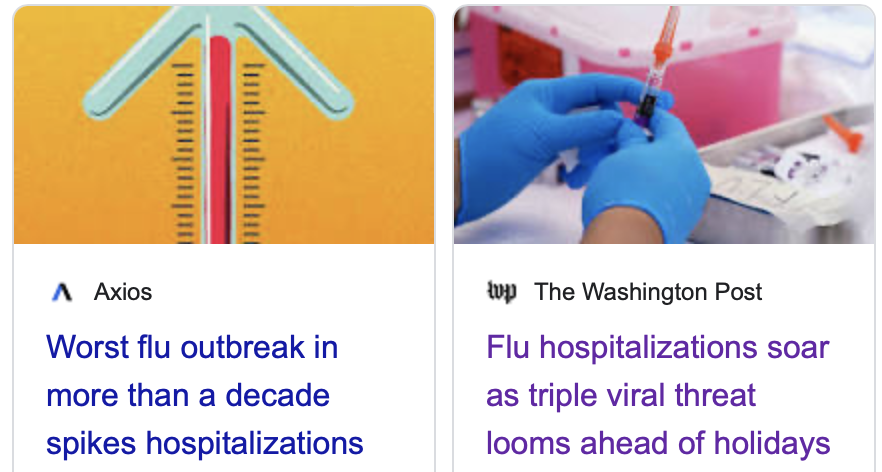 Axios
Worst flu outbreak in
more than a decade
spikes hospitalizations
wp The Washington Post
Flu hospitalizations soar
as triple viral threat
looms ahead of holidays